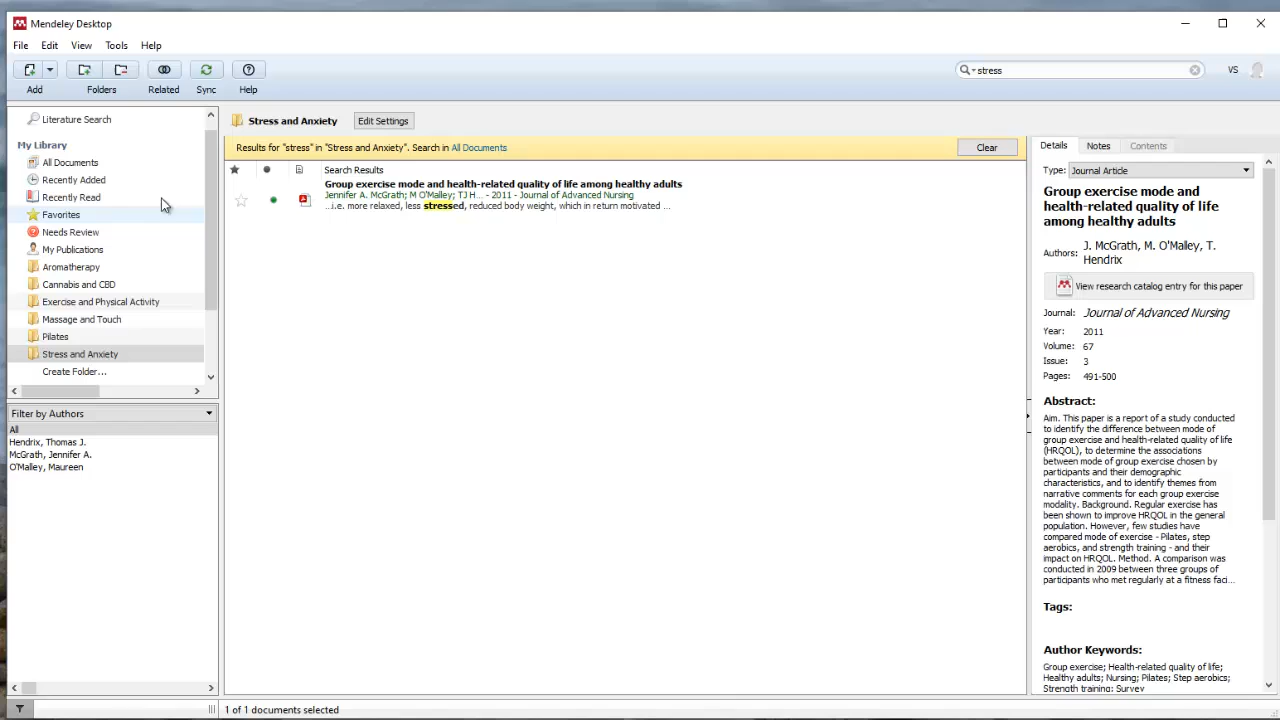 Mendeley Desktop
File Edit View Tools Help
stress
VS
Add Folders Related Sync Help
Literature Search
My Library
All Documents
Recently Added
Recently Read
Favorites
Needs Review
My Publications
Aromatherapy
Cannabis and CBD
Exercise and Physical Activity
Massage and Touch
Pilates
Stress and Anxiety
Create Folder...
Filter by Authors
All
Hendrix, Thomas J.
McGrath, Jennifer A.
O'Malley, Maureen
Stress and Anxiety Edit Settings
Results for "stress" in "Stress and Anxiety". Search in All Documents Clear
Search Results
Group exercise mode and health-related quality of life among healthy adults
Jennifer A. McGrath; M O'Malley; TJ H... - 2011 - Journal of Advanced Nursing
...i.e. more relaxed, less stressed, reduced body weight, which in return motivated ...
1 of 1 documents selected
Details Notes Contents
Type: Journal Article
Group exercise mode and
health-related quality of life
among healthy adults
Authors: J. McGrath, M. O'Malley, T.
Hendrix
View research catalog entry for this paper
Journal: Journal of Advanced Nursing
Year: 2011
Volume: 67
Issue: 3
Pages: 491-500
Abstract:
Aim. This paper is a report of a study conducted
to identify the difference between mode of
group exercise and health-related quality of life
(HRQOL), to determine the associations
between mode of group exercise chosen by
participants and their demographic
characteristics, and to identify themes from
narrative comments for each group exercise
modality. Background. Regular exercise has
been shown to improve HRQOL in the general
population. However, few studies have
compared mode of exercise - Pilates, step
aerobics, and strength training - and their
impact on HRQOL. Method. A comparison was
conducted in 2009 between three groups of
participants who met regularly at a fitness faci...
Tags:
Author Keywords:
Group exercise; Health-related quality of life;
Healthy adults; Nursing; Pilates; Step aerobics;
Strength training; Survey